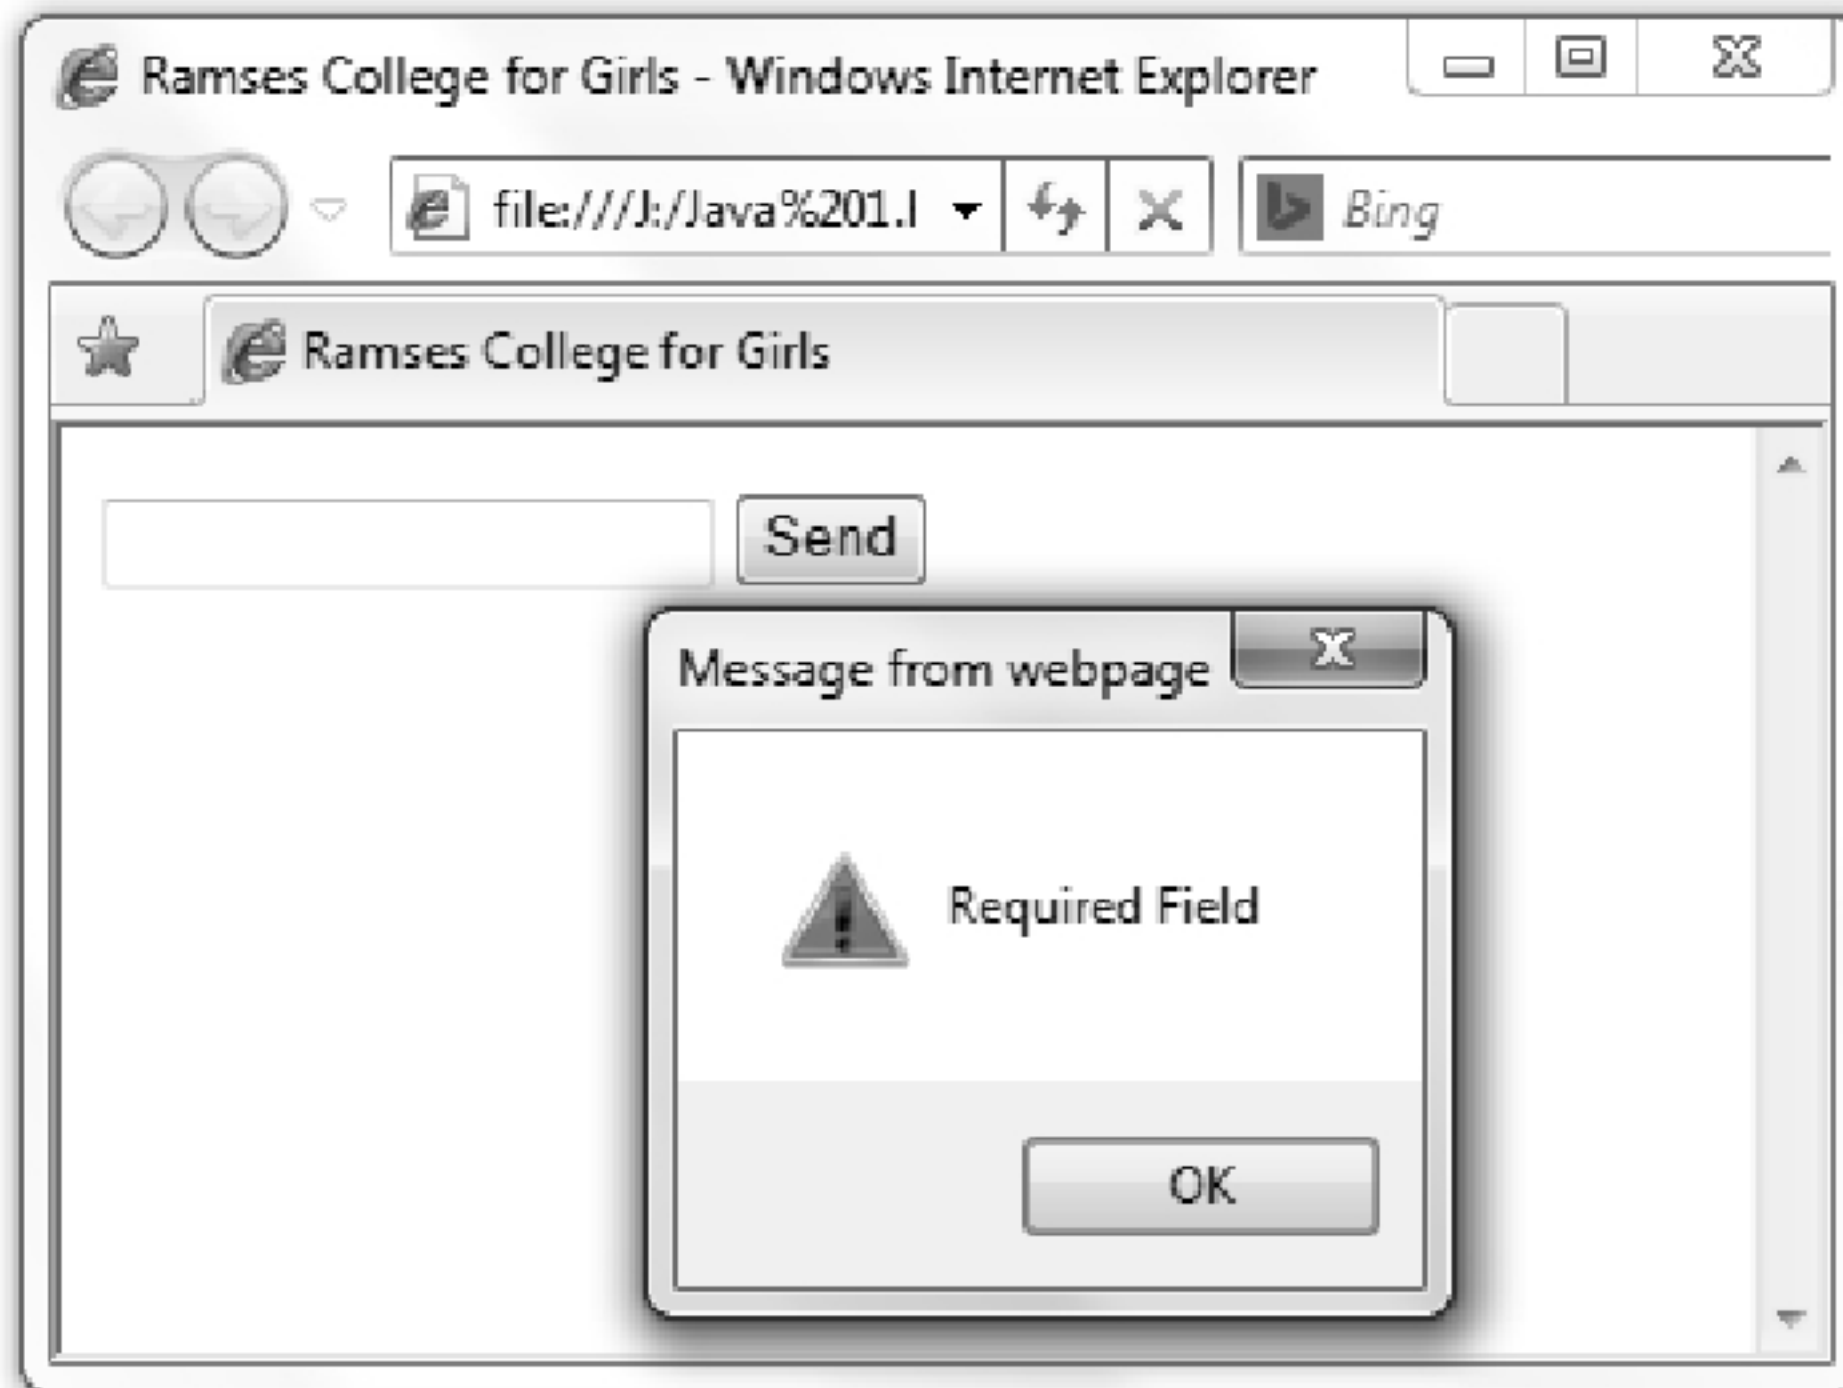 Ramses College for Girls - Windows Internet Explorer
file:///J:/Java%201.l
Bing
Ramses College for Girls
Send
Message from webpage
Required Field
OK